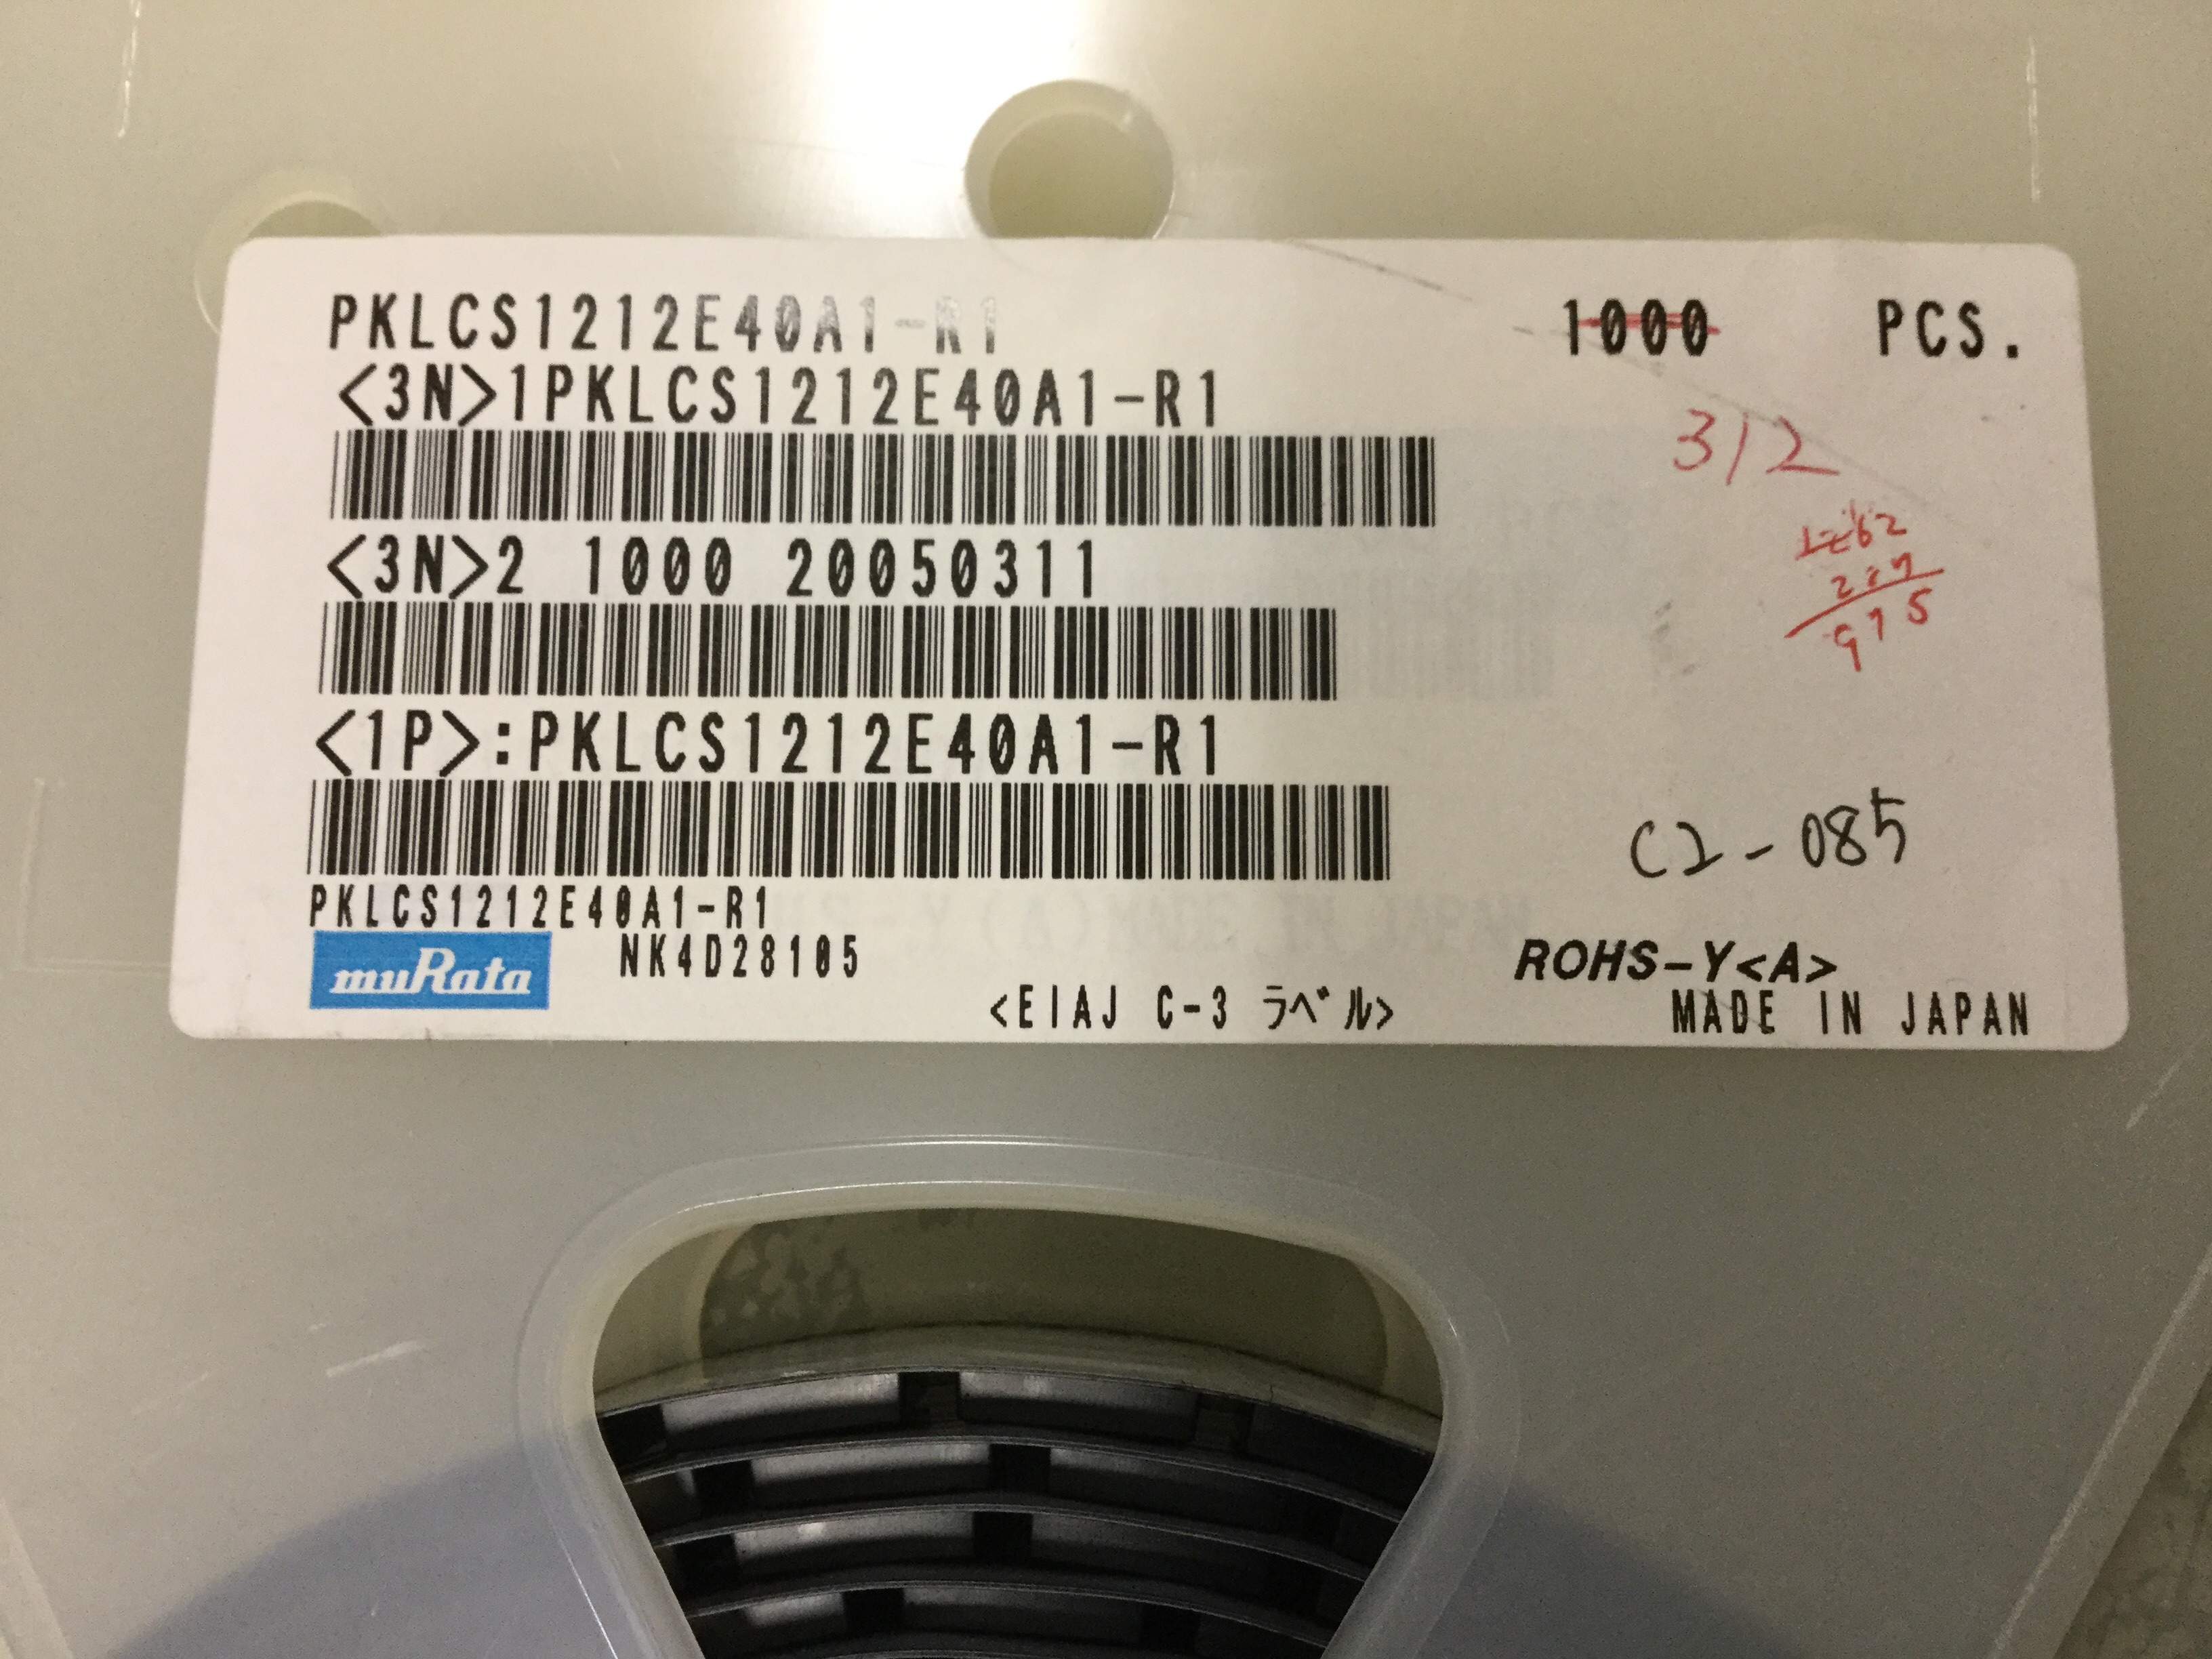 PKLCS1212E40A1-R1 1000 PCS.
<3N>1PKLCS1212E40A1-R1
312
<3N>2 1000 20050311
975
<1P>:PKLCS1212E40A1-R1
C2-085
PKLCS1212E40A1-R1
muRata NK4D28105 ROHS-Y<A>
<EIAJ C-3 ラベル> MADE IN JAPAN